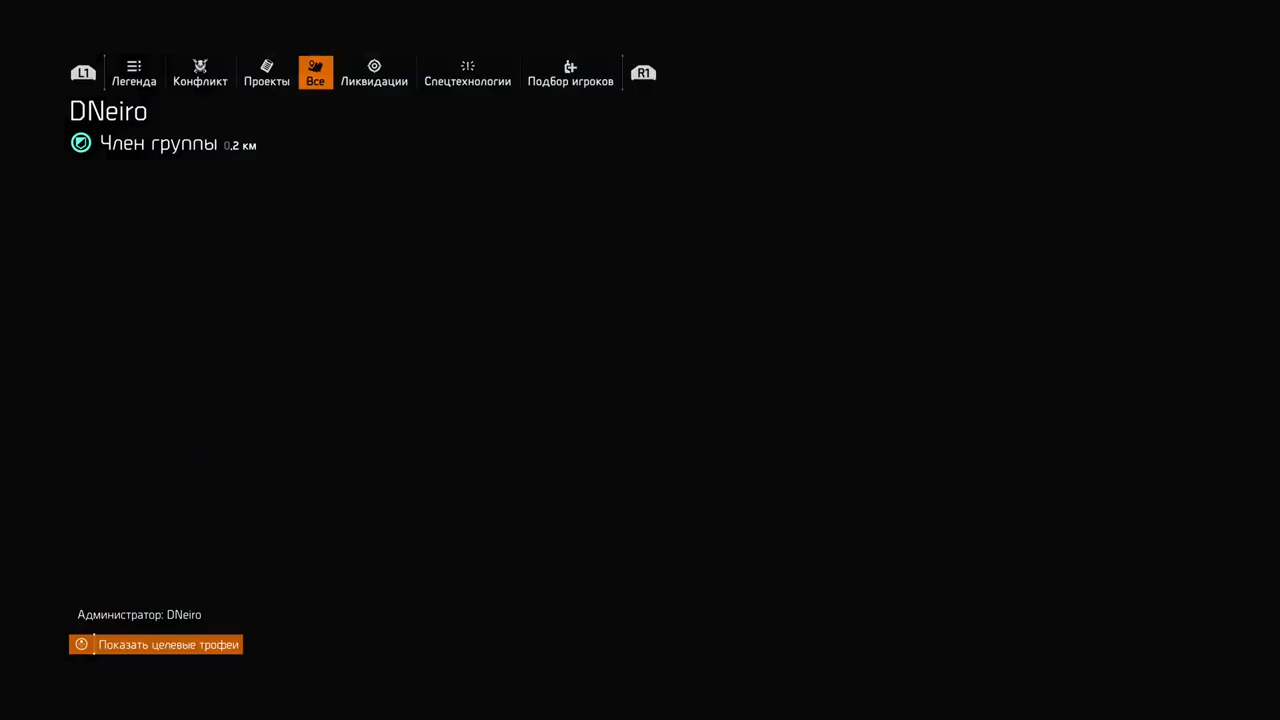 L1 Легенда Конфликт Проекты Все Ликвидации Спецтехнологии Подбор игроков R1
DNeiro
Член группы 0,2 км
Администратор: DNeiro
Показать целевые трофеи